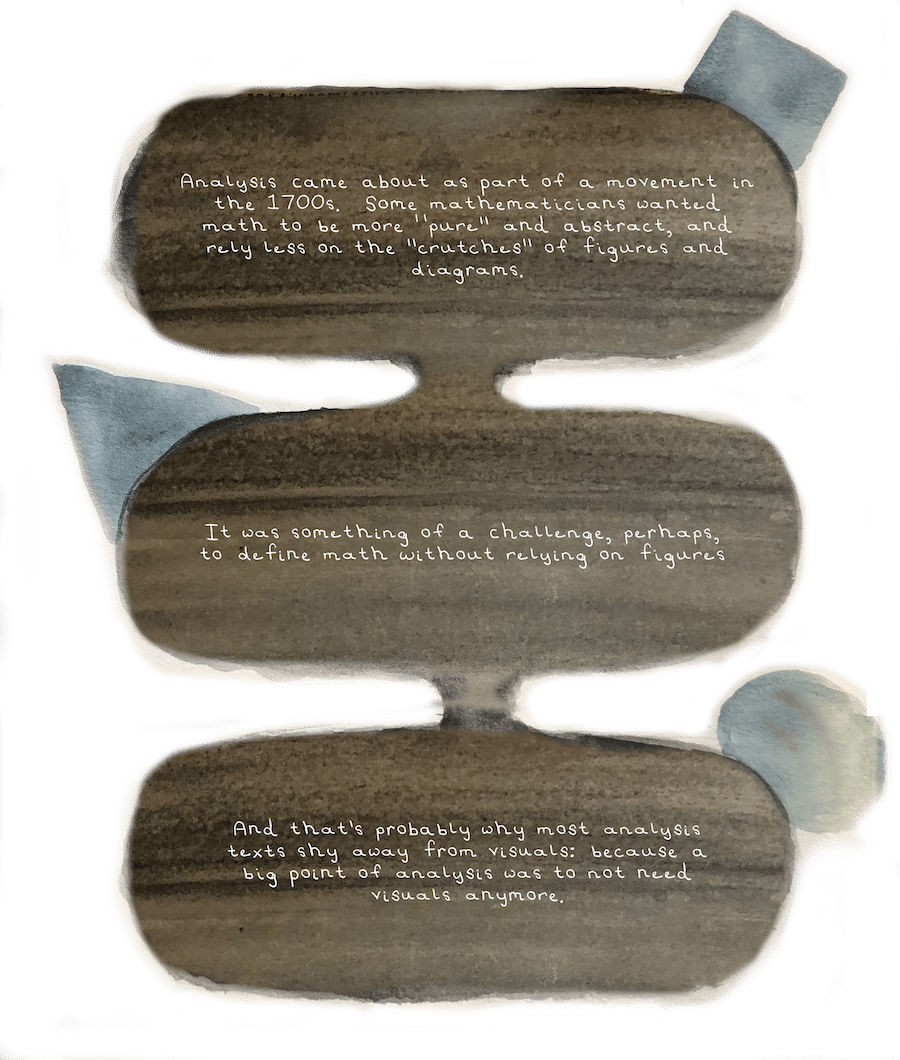 Analysis came about as part of a movement in
the 1700s. Some mathematicians wanted
math to be more "pure" and abstract, and
rely less on the "crutches" of figures and
diagrams.
It was something of a challenge, perhaps,
to define math without relying on figures
And that's probably why most analysis
texts shy away from visuals: because a
big point of analysis was to not need
visuals anymore.